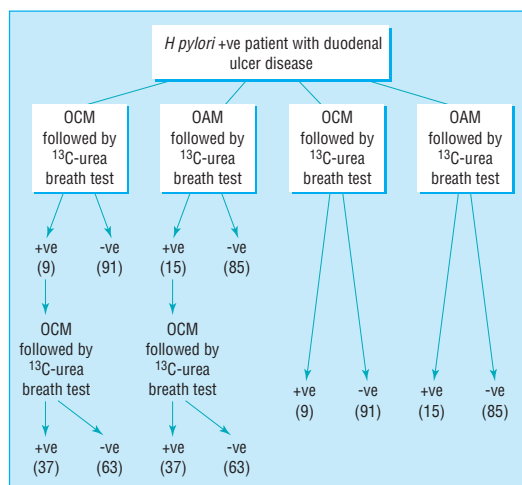 H pylori +ve patient with duodenal
ulcer disease
OCM
followed by
¹³C-urea
breath test
OAM
followed by
¹³C-urea
breath test
OCM
followed by
¹³C-urea
breath test
OAM
followed by
¹³C-urea
breath test
+ve
(9)
-ve
(91)
+ve
(15)
-ve
(85)
OCM
followed by
¹³C-urea
breath test
OCM
followed by
¹³C-urea
breath test
+ve
(9)
-ve
(91)
+ve
(15)
-ve
(85)
+ve
(37)
-ve
(63)
+ve
(37)
-ve
(63)